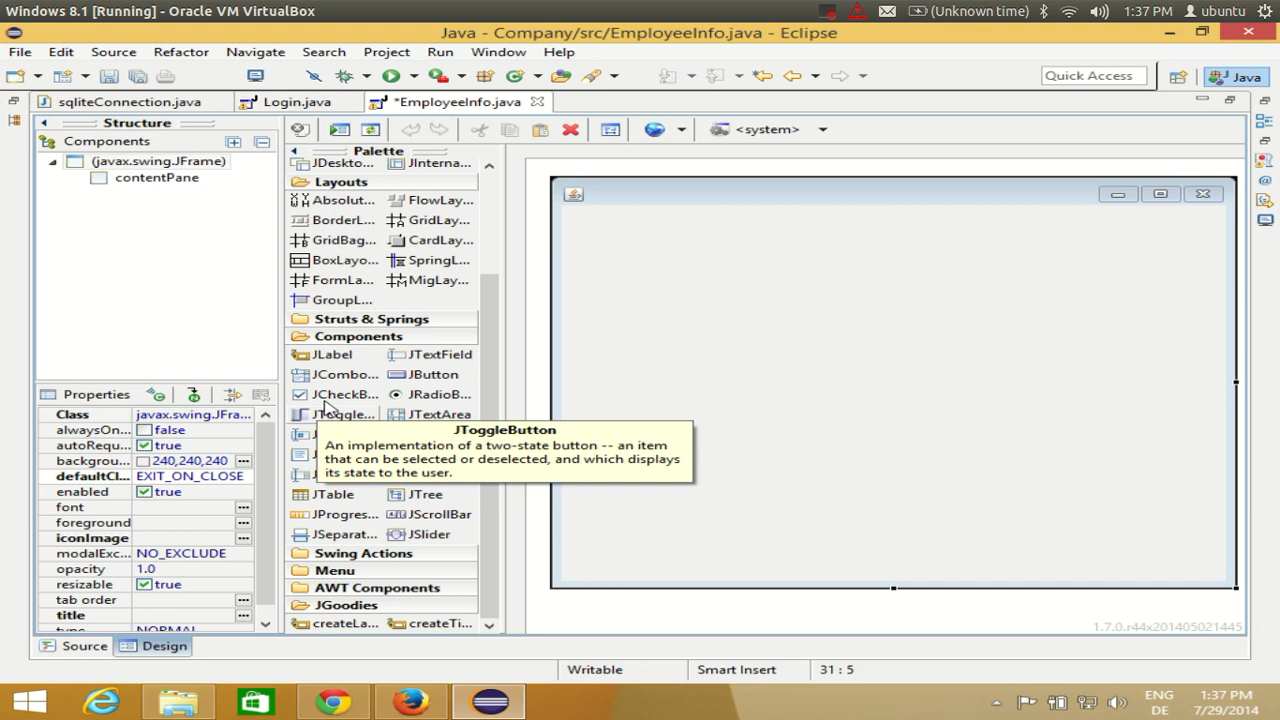 Windows 8.1 [Running] - Oracle VM VirtualBox
(Unknown time)
1:37 PM
ubuntu
Java - Company/src/EmployeeInfo.java - Eclipse
File Edit Source Refactor Navigate Search Project Run Window Help
Quick Access
Java
sqliteConnection.java
Login.java
*EmployeeInfo.java
Structure
Components
(javax.swing.JFrame)
contentPane
Palette
<system>
JDeskto... JInterna...
Layouts
Absolut... FlowLay...
BorderL... GridLay...
GridBag... CardLay...
BoxLayo... SpringL...
FormLa... MigLay...
GroupL...
Struts & Springs
Components
JLabel JTextField
JCombo... JButton
JCheckB... JRadioB...
JToggle... JTextArea
JToggleButton
An implementation of a two-state button -- an item
that can be selected or deselected, and which displays
its state to the user.
JTable JTree
JProgres... JScrollBar
JSeparat... JSlider
Swing Actions
Menu
AWT Components
JGoodies
createLa... createTi...
Properties
Class javax.swing.JFra...
alwaysOn... false
autoRequ... true
backgrou... 240,240,240
defaultCl... EXIT_ON_CLOSE
enabled true
font
foreground
iconImage
modalExc... NO_EXCLUDE
opacity 1.0
resizable true
tab order
title
type NORMAL
Source
Design
1.7.0.r44x201405021445
Writable
Smart Insert
31 : 5
ENG
DE
1:37 PM
7/29/2014